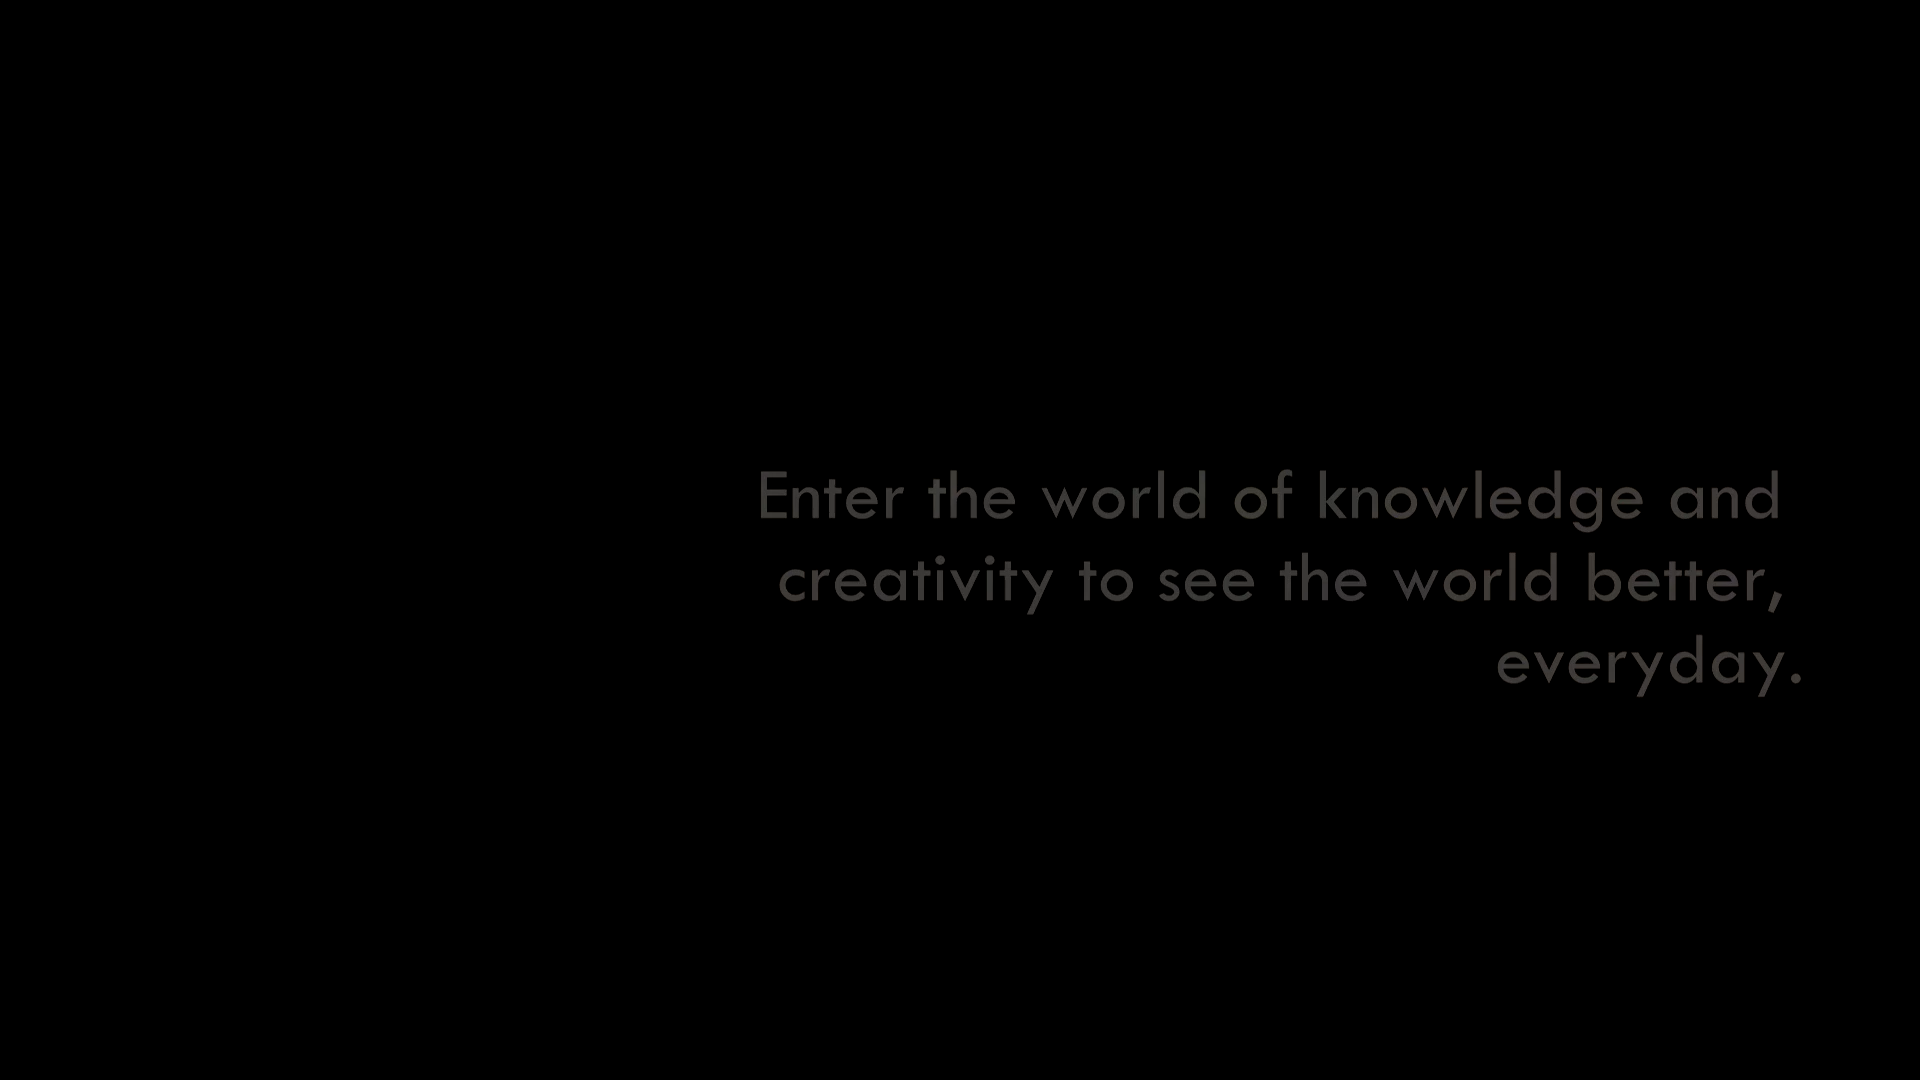 Enter the world of knowledge and
creativity to see the world better,
everyday.